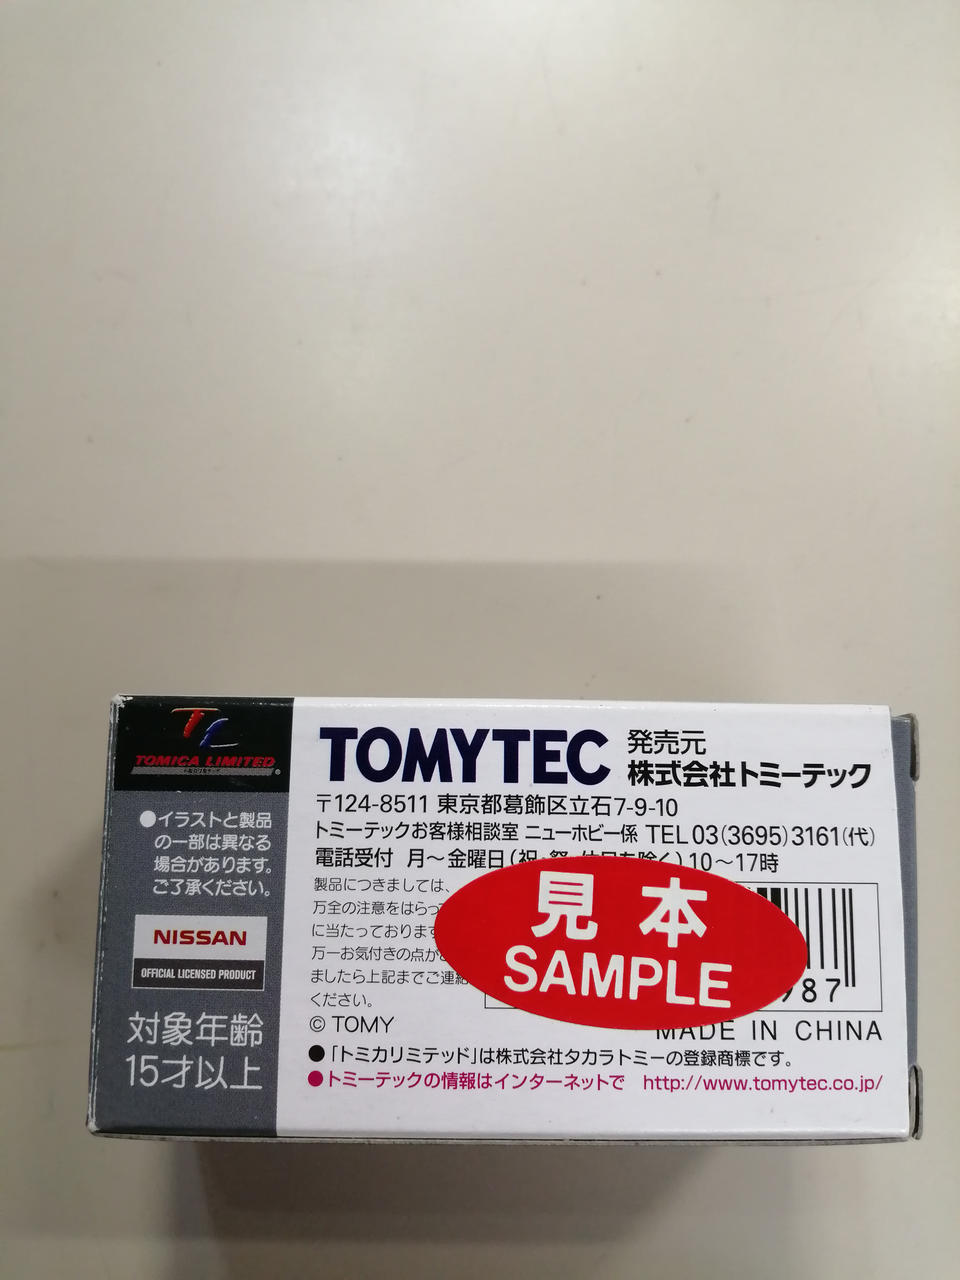 TOMICA LIMITED
●イラストと製品
の一部は異なる
場合があります。
ご了承ください。
NISSAN
OFFICIAL LICENSED PRODUCT
対象年齢
15才以上
TOMYTEC
発売元
株式会社トミーテック
〒124-8511 東京都葛飾区立石7-9-10
トミーテックお客様相談室 ニューホビー係 TEL 03(3695)3161(代)
電話受付 月〜金曜日(祝・祭・休日を除く)10〜17時
製品につきましては、
万全の注意をはらっ
に当たっております
万一お気付きの点が
ましたら上記までご連絡
ください。
© TOMY
見本
SAMPLE
987
MADE IN CHINA
●「トミカリミテッド」は株式会社タカラトミーの登録商標です。
●トミーテックの情報はインターネットで http://www.tomytec.co.jp/